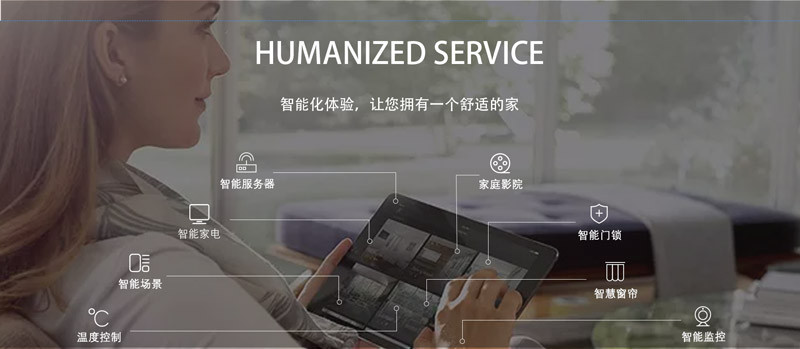 HUMANIZED SERVICE
智能化体验，让您拥有一个舒适的家
智能服务器
家庭影院
智能家电
智能门锁
智能场景
智慧窗帘
温度控制
智能监控